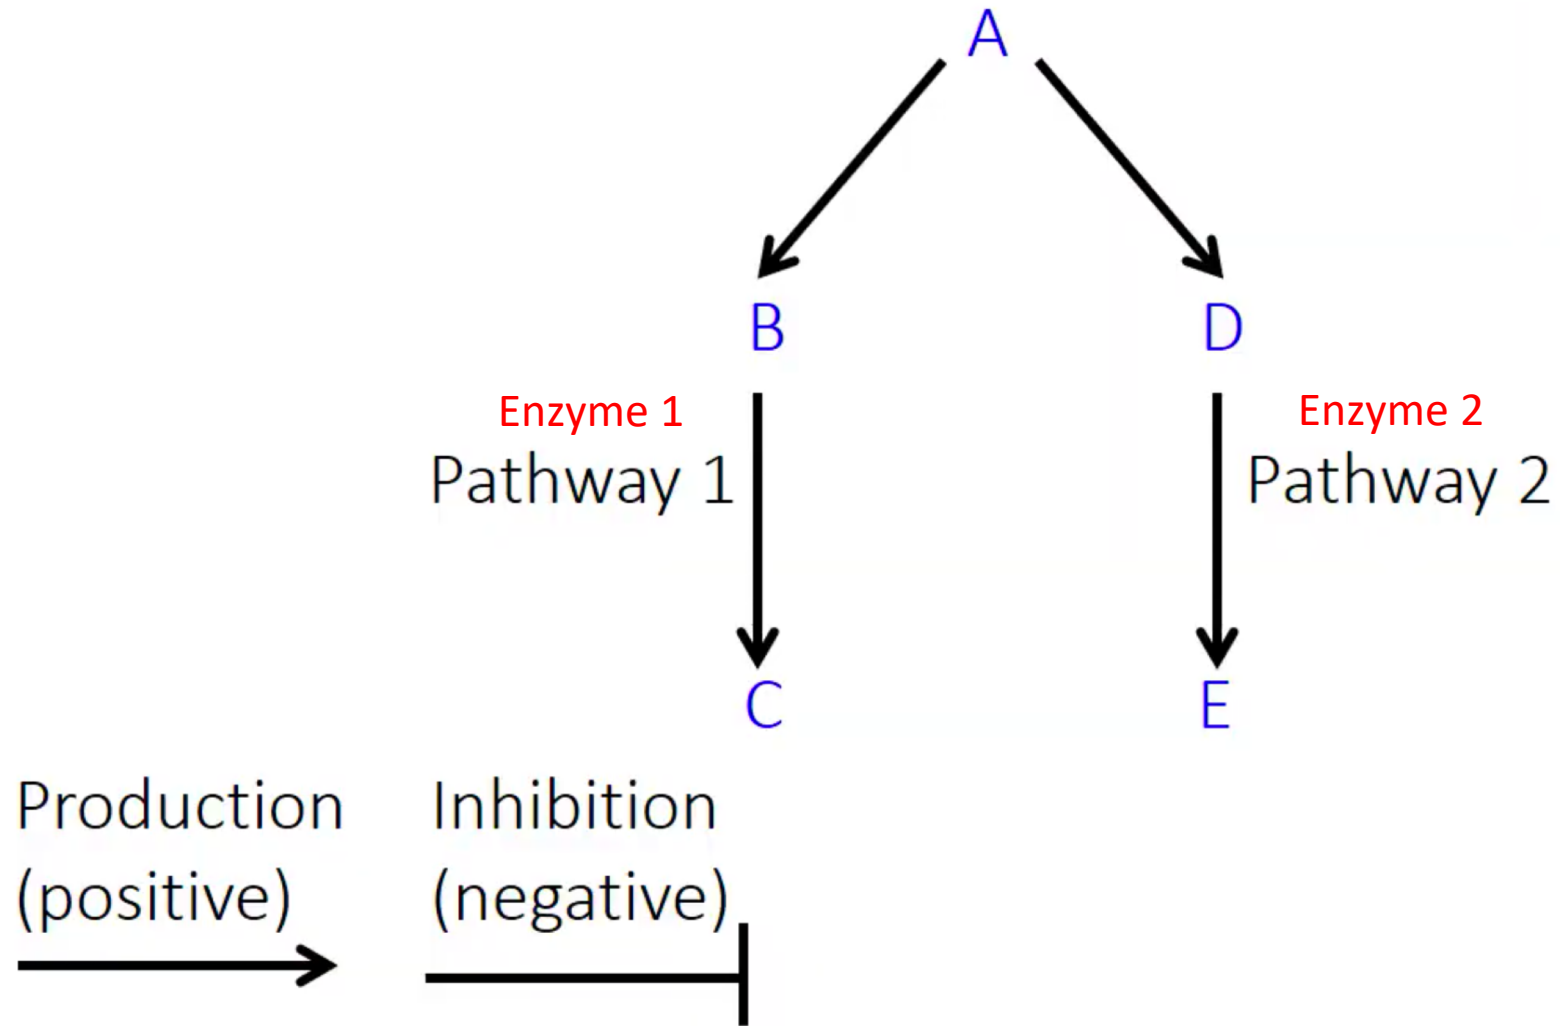 A
B
D
Enzyme 1
Enzyme 2
Pathway 1
Pathway 2
C
E
Production
(positive)
Inhibition
(negative)